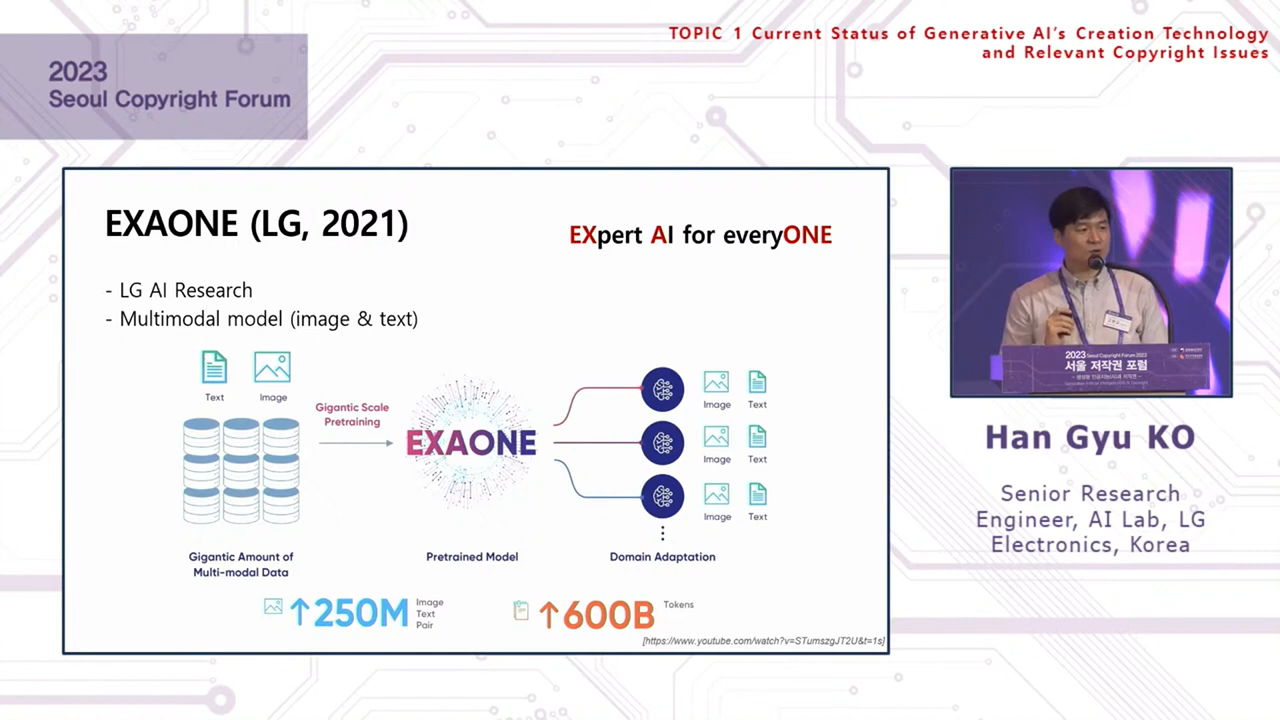 TOPIC 1 Current Status of Generative AI's Creation Technology
and Relevant Copyright Issues
2023
Seoul Copyright Forum
EXAONE (LG, 2021)
EXpert AI for everyONE
- LG AI Research
- Multimodal model (image & text)
Text
Image
Gigantic Scale
Pretraining
EXAONE
Image
Text
Image
Text
Image
Text
Gigantic Amount of
Multi-modal Data
Pretrained Model
Domain Adaptation
↑250M
Image
Text
Pair
↑600B
Tokens
[https://www.youtube.com/watch?v=STumszgJT2U&t=1s]
2023 Seoul Copyright Forum 2023
서울 저작권 포럼
Han Gyu KO
Senior Research
Engineer, AI Lab, LG
Electronics, Korea